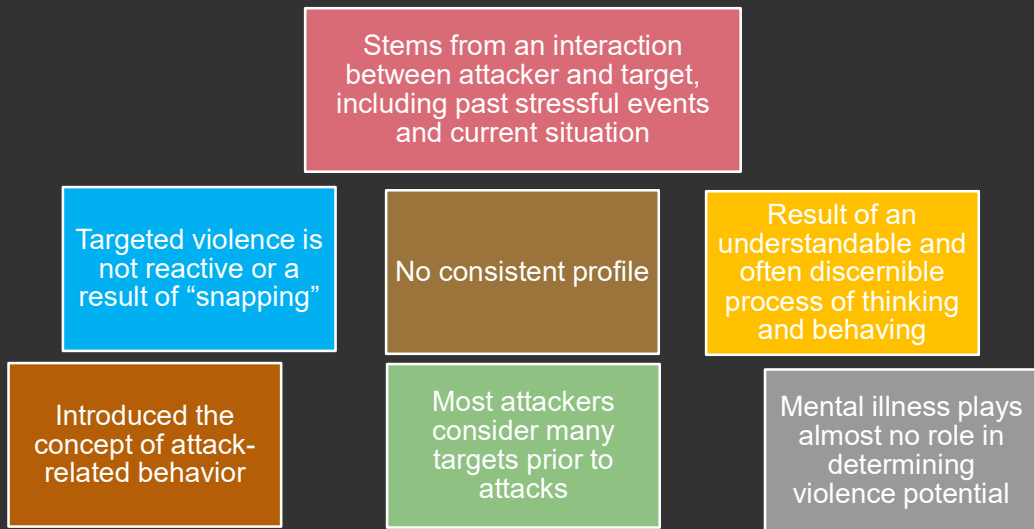 Stems from an interaction
between attacker and target,
including past stressful events
and current situation
Targeted violence is
not reactive or a
result of “snapping”
No consistent profile
Result of an
understandable and
often discernible
process of thinking
and behaving
Introduced the
concept of attack-
related behavior
Most attackers
consider many
targets prior to
attacks
Mental illness plays
almost no role in
determining
violence potential